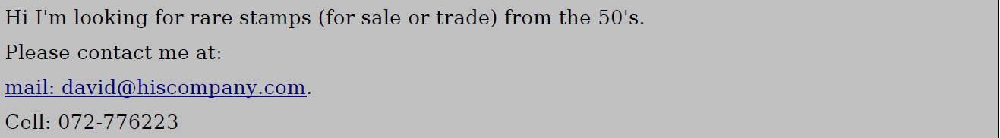 Hi I'm looking for rare stamps (for sale or trade) from the 50's.
Please contact me at:
mail: david@hiscompany.com.
Cell: 072-776223